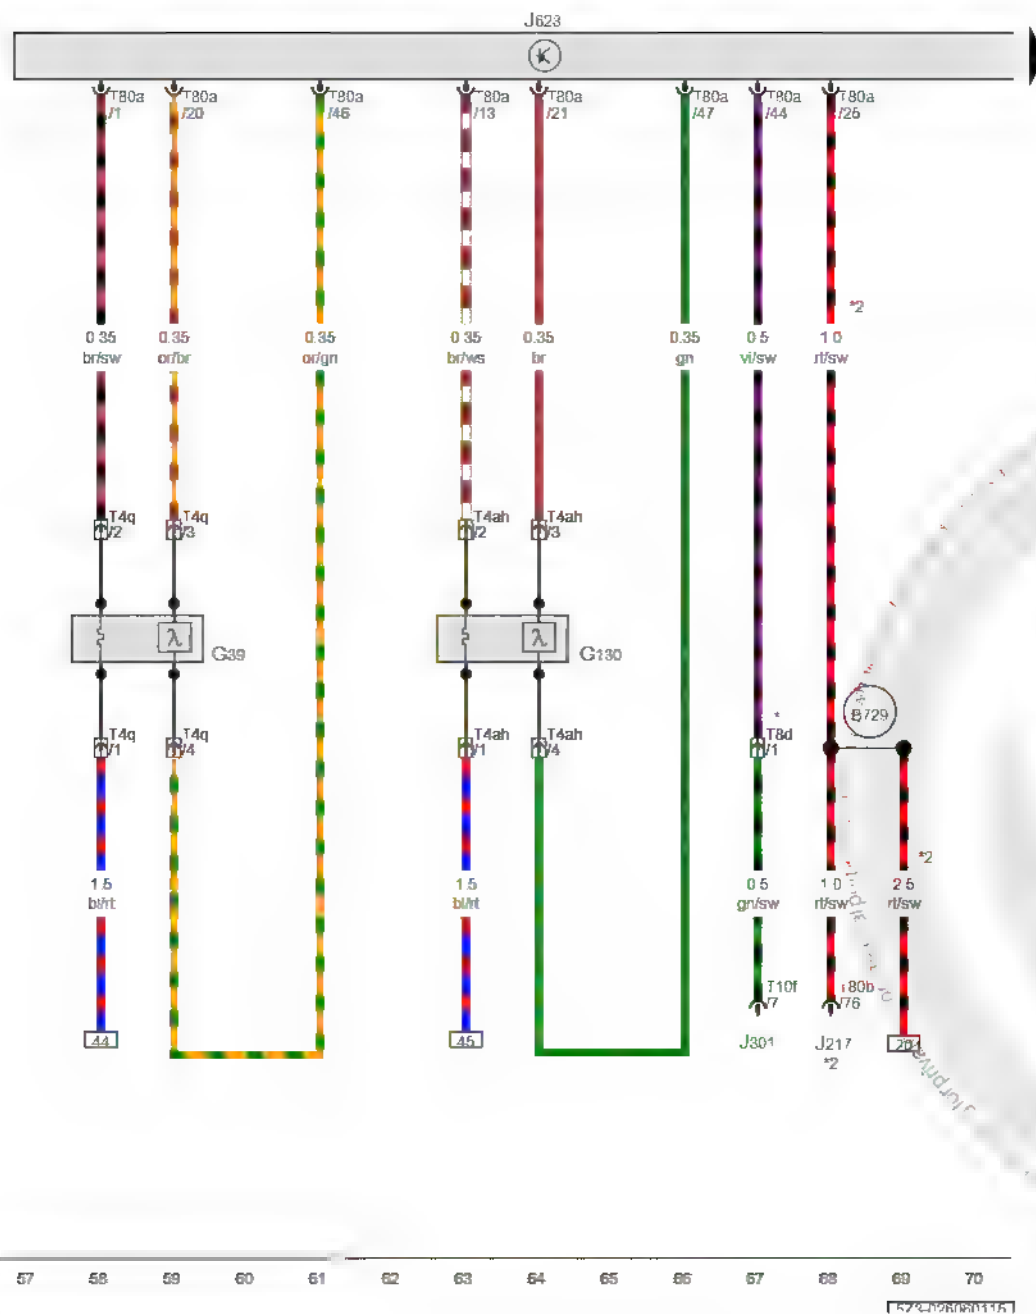 J623
K
T80a T80a T80a T80a T80a T80a T80a T80a
/1 /20 /46 /13 /21 /47 /44 /25
*2
0.35 0.35 0.35 0.35 0.35 0.35 0.5 1.0
br/sw or/br or/gn br/ws br gn vi/sw rt/sw
T4q T4q T4ah T4ah
/2 /3 /2 /3
λ λ
G39 G130
B729
*
T4q T4q T4ah T4ah T8d
/1 /4 /1 /4 /1
*2
1.5 1.5 0.5 1.0 2.5
bl/rt bl/rt gn/sw rt/sw rt/sw
T10f T80b
/7 /76
44 45 J301 J217 201
*2
57 58 59 60 61 62 63 64 65 66 67 68 69 70